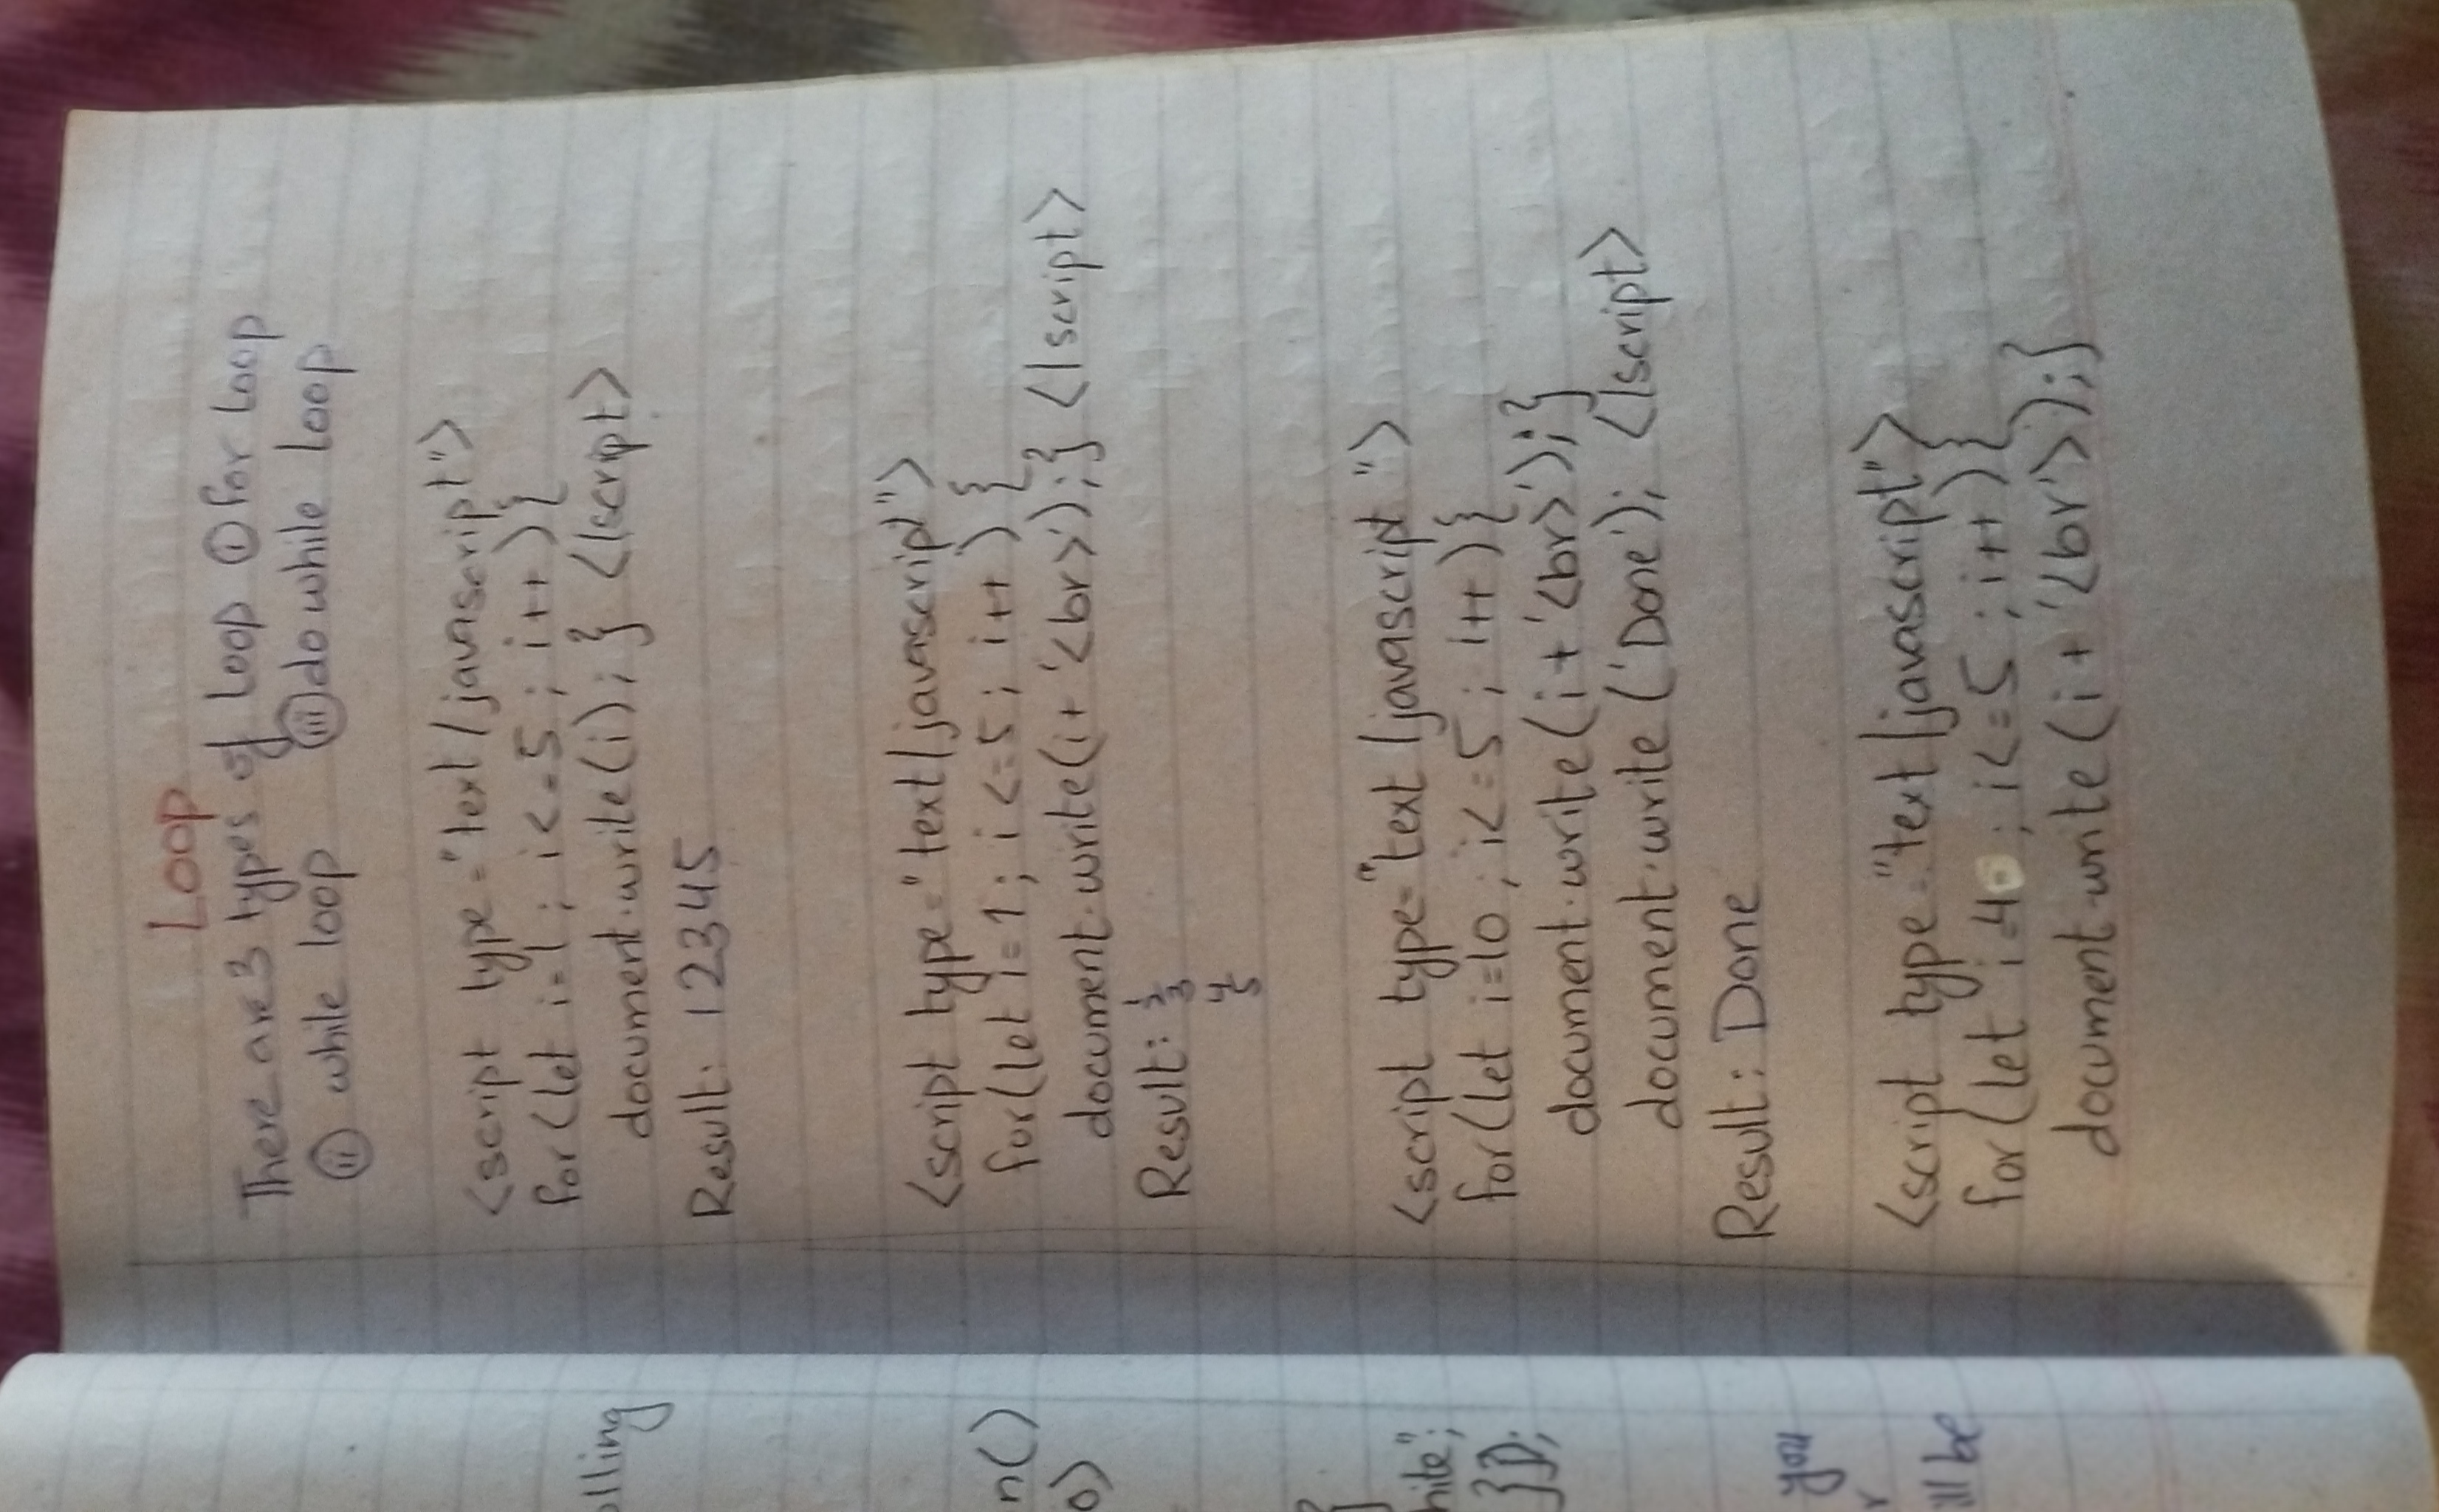 Loop
There are 3 types of Loop ⓘ for loop
ⓘⓘ while loop ⓘⓘⓘ do while loop
<script type="text/javascript">
for(let i=1; i<=5; i++){
document.write(i);} </script>
Result: 12345
<script type="text/javascript">
for(let i=1; i<=5; i++){
document.write(i+'<br>');} </script>
Result: 1
2
3
4
5
<script type="text/javascript">
for(let i=10; i<=5; i++){
document.write(i+'<br>');}
document.write('Done'); </script>
Result: Done
<script type="text/javascript">
for(let i=4; i<=5; i++){
document.write(i+'<br>');}
olling
n()
o)
}
hite";
}});
you
r
ill be